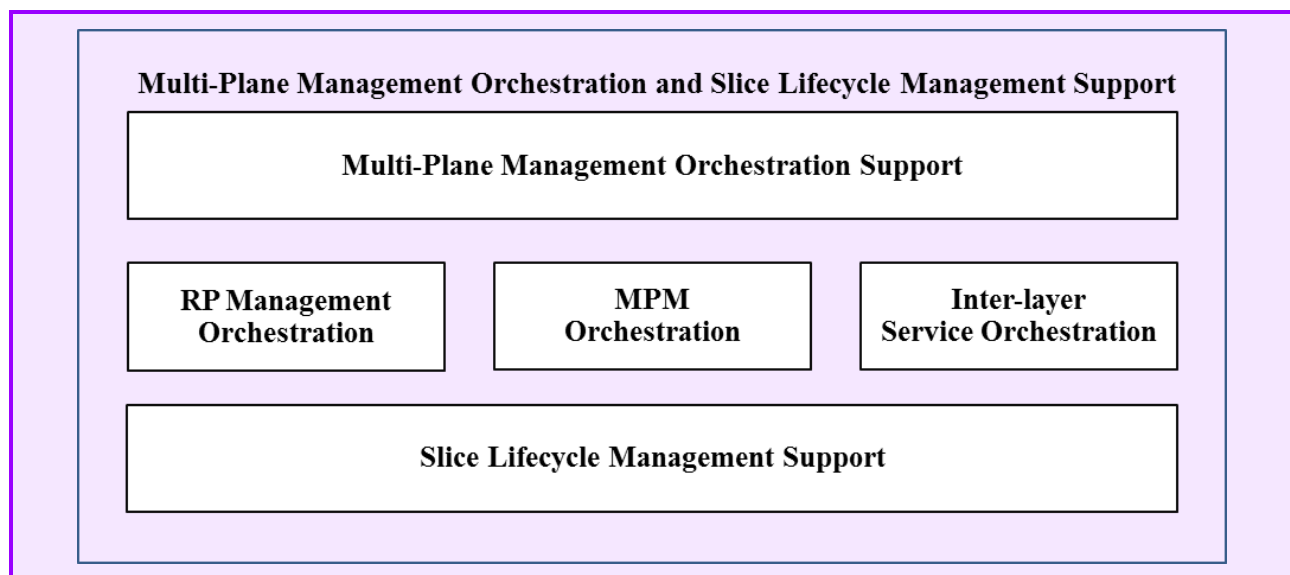 Multi-Plane Management Orchestration and Slice Lifecycle Management Support
Multi-Plane Management Orchestration Support
RP Management
Orchestration
MPM
Orchestration
Inter-layer
Service Orchestration
Slice Lifecycle Management Support